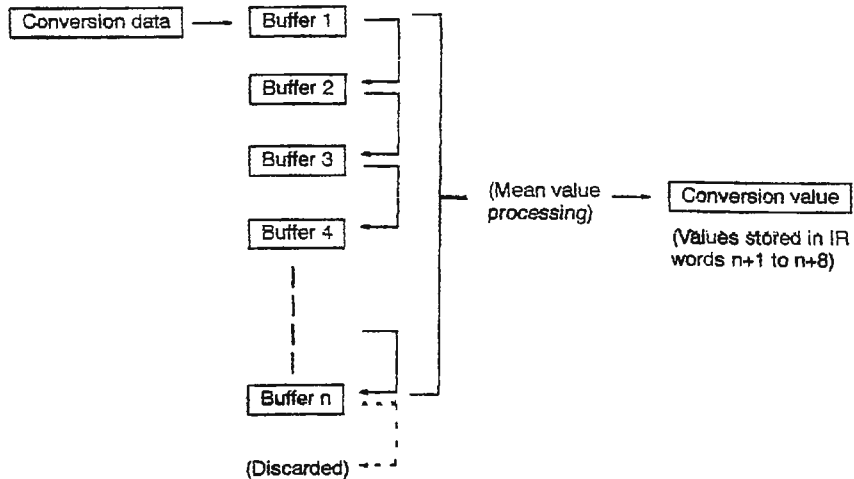 Conversion data
Buffer 1
Buffer 2
Buffer 3
Buffer 4
Buffer n
(Discarded)
(Mean value
processing)
Conversion value
(Values stored in IR
words n+1 to n+8)